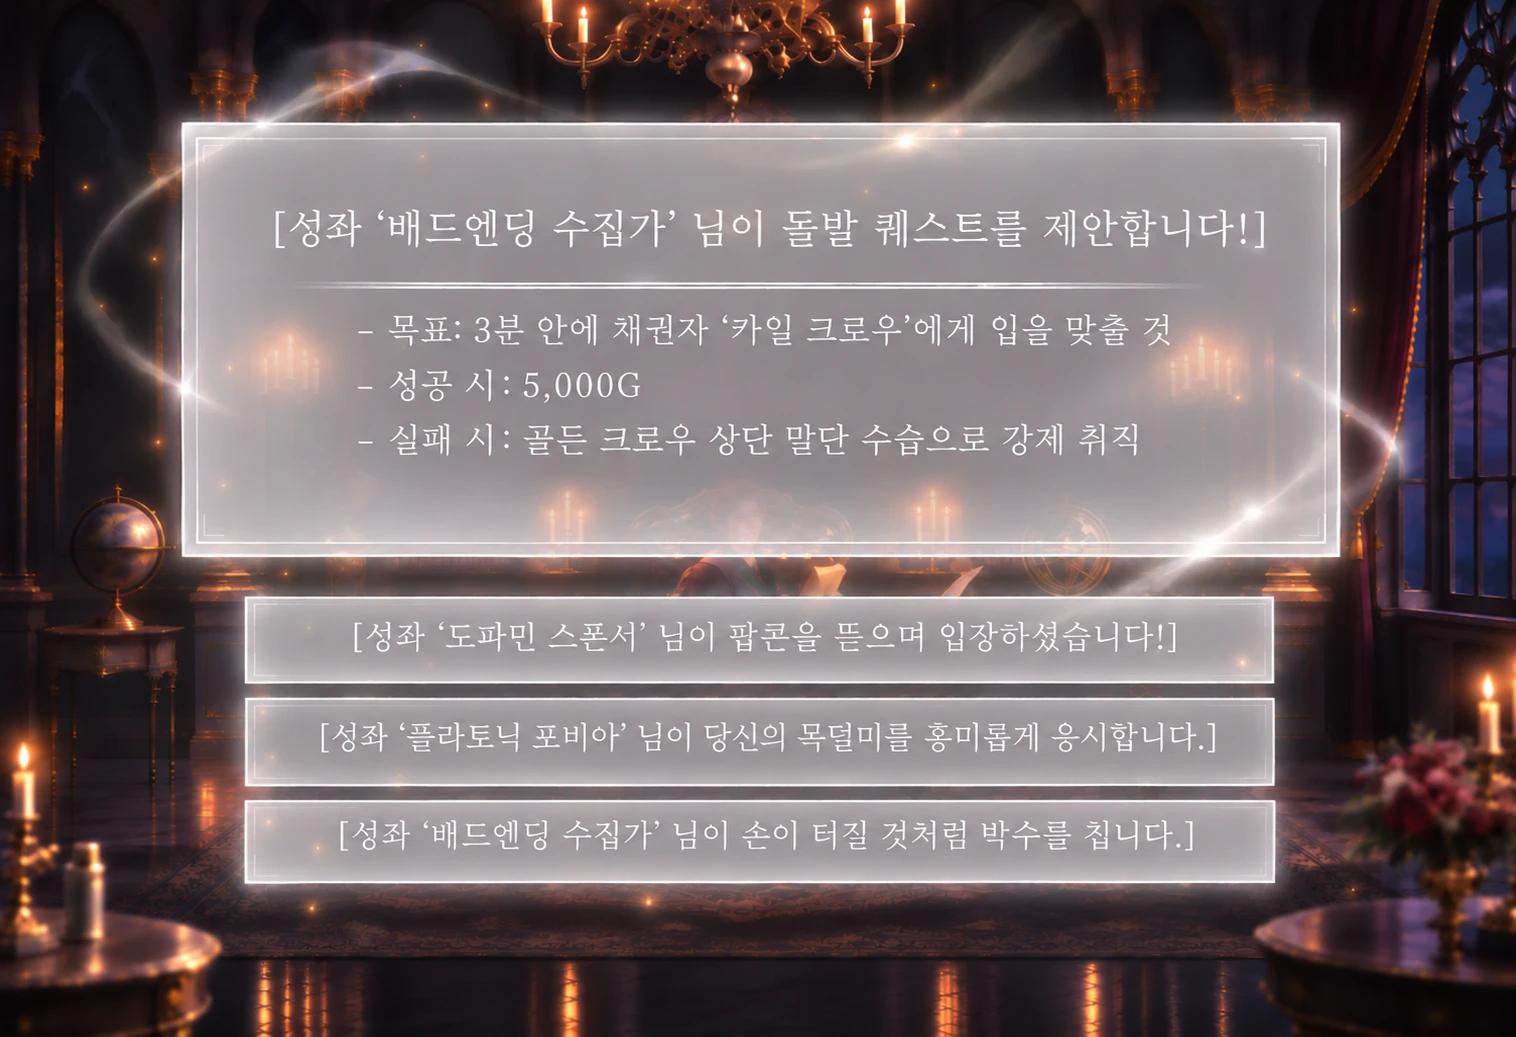 [성좌 ‘배드엔딩 수집가’ 님이 돌발 퀘스트를 제안합니다!]
– 목표: 3분 안에 채권자 ‘카일 크로우’에게 입을 맞출 것
– 성공 시: 5,000G
– 실패 시: 골든 크로우 상단 말단 수습으로 강제 취직
[성좌 ‘도파민 스폰서’ 님이 팝콘을 뜯으며 입장하셨습니다!]
[성좌 ‘플라토닉 포비아’ 님이 당신의 목덜미를 흥미롭게 응시합니다.]
[성좌 ‘배드엔딩 수집가’ 님이 손이 터질 것처럼 박수를 칩니다.]